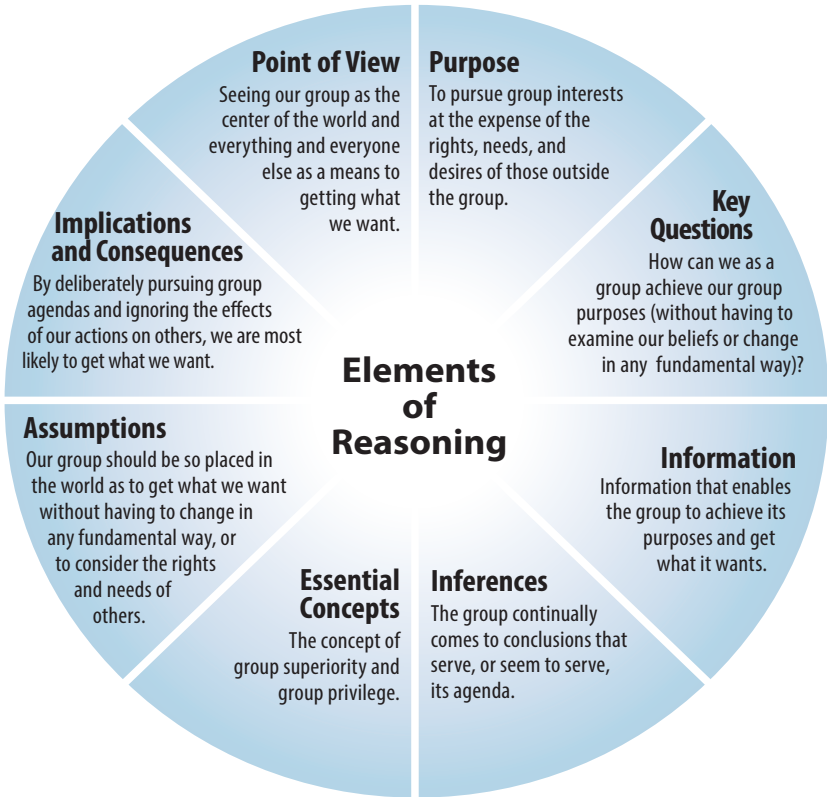 Point of View
Seeing our group as the
center of the world and
everything and everyone
else as a means to
getting what
we want.
Purpose
To pursue group interests
at the expense of the
rights, needs, and
desires of those outside
the group.
Key
Questions
How can we as a
group achieve our group
purposes (without having to
examine our beliefs or change
in any fundamental way)?
Information
Information that enables
the group to achieve its
purposes and get
what it wants.
Inferences
The group continually
comes to conclusions that
serve, or seem to serve,
its agenda.
Essential
Concepts
The concept of
group superiority and
group privilege.
Assumptions
Our group should be so placed in
the world as to get what we want
without having to change in
any fundamental way, or
to consider the rights
and needs of
others.
Implications
and Consequences
By deliberately pursuing group
agendas and ignoring the effects
of our actions on others, we are most
likely to get what we want.
Elements
of
Reasoning